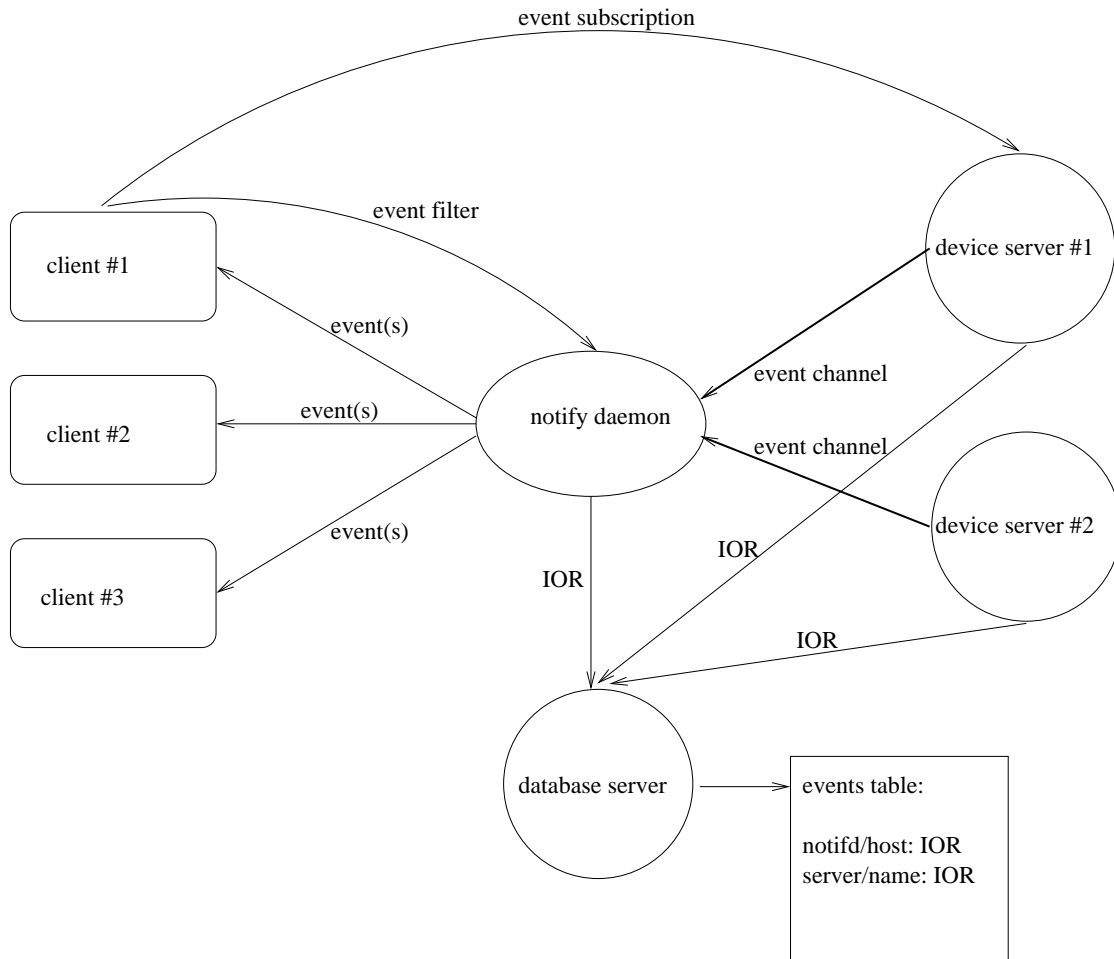 event subscription
event filter
client #1
device server #1
event(s)
event channel
client #2
event(s)
notify daemon
event channel
device server #2
event(s)
client #3
IOR
IOR
IOR
database server
events table:
notifd/host: IOR
server/name: IOR